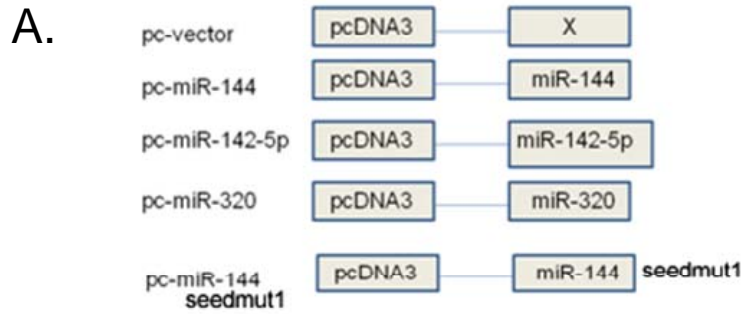 A.
pc-vector pcDNA3 X
pc-miR-144 pcDNA3 miR-144
pc-miR-142-5p pcDNA3 miR-142-5p
pc-miR-320 pcDNA3 miR-320
pc-miR-144 pcDNA3 miR-144 seedmut1
seedmut1